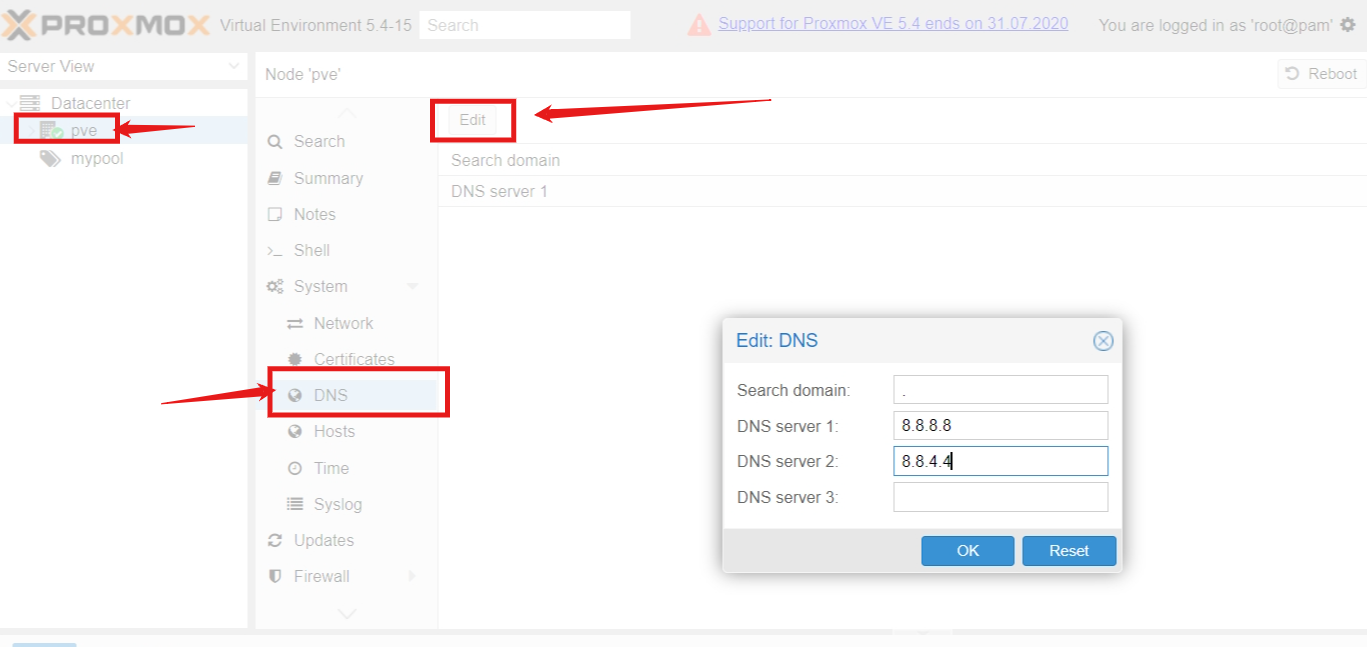 PROXMOX Virtual Environment 5.4-15 Search Support for Proxmox VE 5.4 ends on 31.07.2020 You are logged in as 'root@pam'
Server View
Node 'pve' Reboot
Datacenter
pve
mypool
Search
Summary
Notes
Shell
System
Network
Certificates
DNS
Hosts
Time
Syslog
Updates
Firewall
Edit
Search domain
DNS server 1
Edit: DNS
Search domain: .
DNS server 1: 8.8.8.8
DNS server 2: 8.8.4.4
DNS server 3:
OK Reset